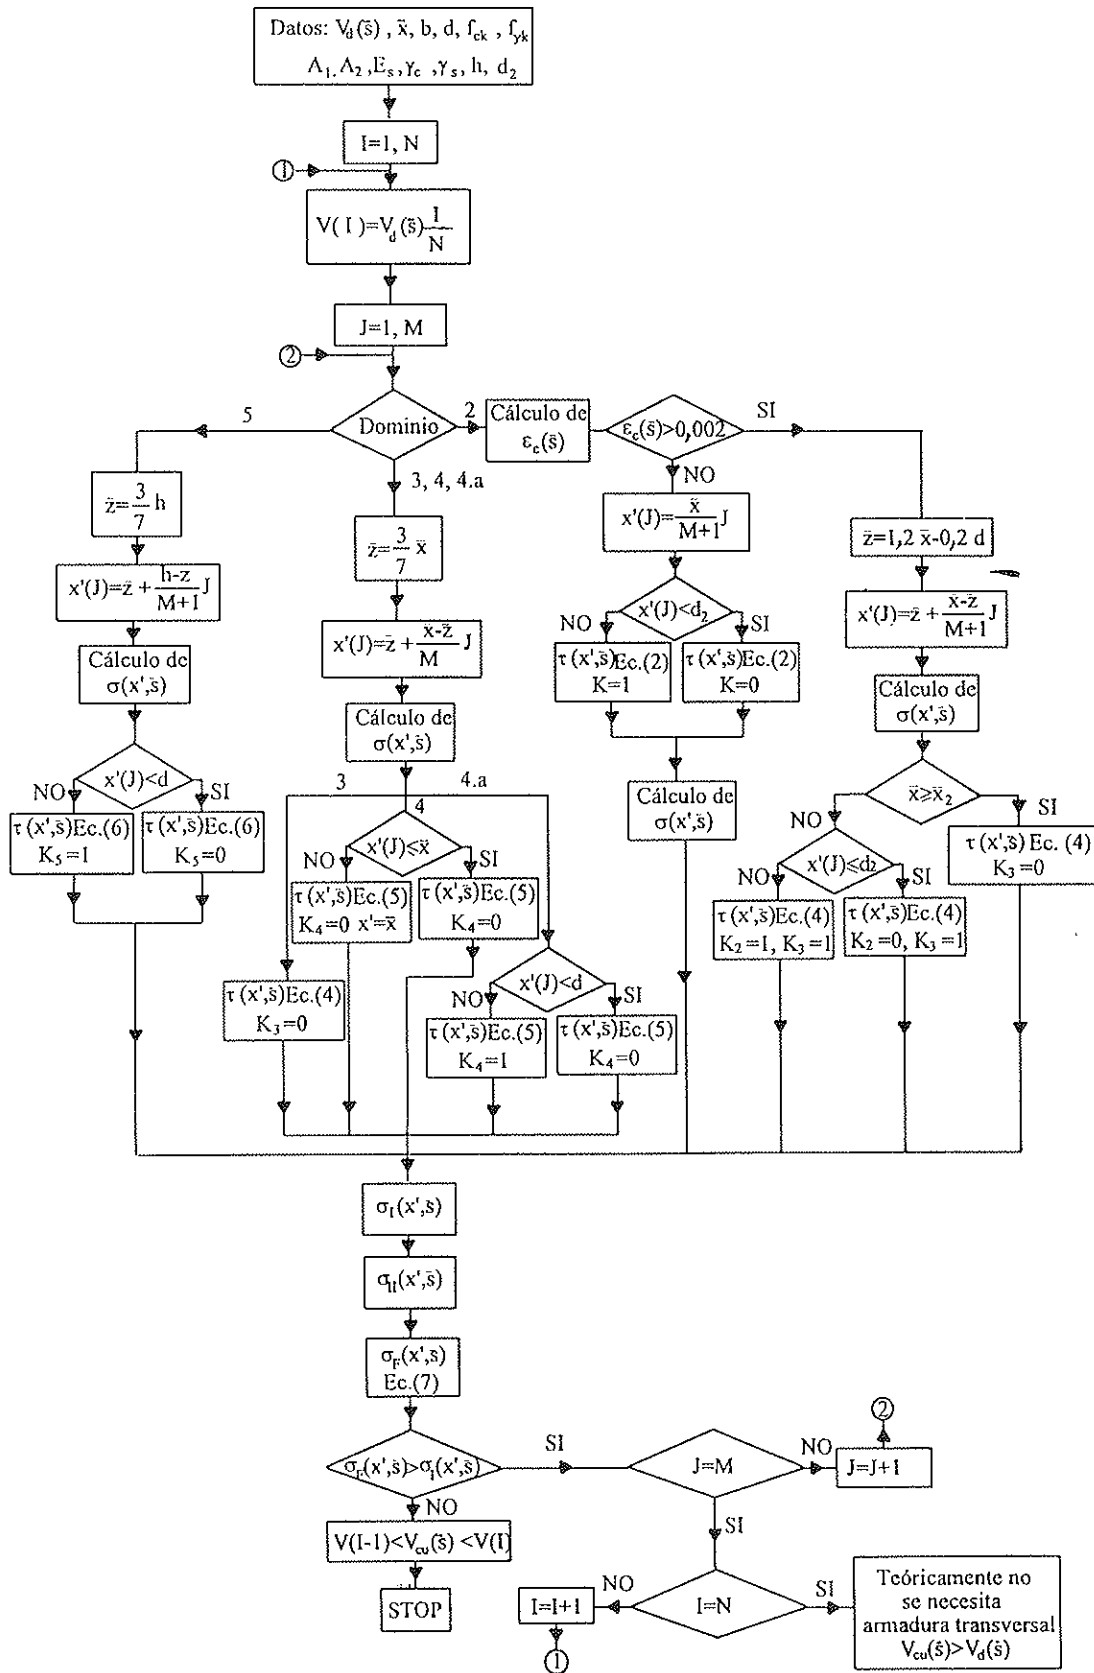 Datos: V_d(s̄) , x̄, b, d, f_ck , f_yk
A_1, A_2 ,E_s ,γ_c ,γ_s , h, d_2
I=1, N
1
V( I )=V_d(s̄) I/N
J=1, M
2
Dominio
5
2
3, 4, 4.a
Cálculo de
ε_c(s̄)
ε_c(s̄)>0,002
SI
NO
z̄=3/7 h
z̄=3/7 x̄
x'(J)=x̄/M+1 J
z̄=1,2 x̄-0,2 d
x'(J)=z̄ + h-z/M+1 J
x'(J)=z̄ + x̄-z̄/M J
x'(J)<d_2
NO
SI
x'(J)=z̄ + x̄-z̄/M+1 J
Cálculo de
σ(x',s̄)
Cálculo de
σ(x',s̄)
τ(x',s̄)Ec.(2)
K=1
τ(x',s̄)Ec.(2)
K=0
Cálculo de
σ(x',s̄)
x'(J)<d
NO
SI
3
4
4.a
Cálculo de
σ(x',s̄)
x̄⩾x̄_2
NO
SI
τ(x',s̄)Ec.(6)
K_5=1
τ(x',s̄)Ec.(6)
K_5=0
x'(J)≤x̄
NO
SI
x'(J)≤d_2
NO
SI
τ(x',s̄) Ec. (4)
K_3=0
τ(x',s̄)Ec.(5)
K_4=0 x'=x̄
τ(x',s̄)Ec.(5)
K_4=0
τ(x',s̄)Ec.(4)
K_2=1, K_3=1
τ(x',s̄)Ec.(4)
K_2=0, K_3=1
τ(x',s̄)Ec.(4)
K_3=0
x'(J)<d
NO
SI
τ(x',s̄)Ec.(5)
K_4=1
τ(x',s̄)Ec.(5)
K_4=0
σ_I(x',s̄)
σ_II(x',s̄)
σ_F(x',s̄)
Ec.(7)
σ_F(x',s̄)>σ_I(x',s̄)
SI
NO
J=M
NO
SI
J=J+1
2
V(I-1)<V_cu(s̄) <V(I)
STOP
I=N
NO
SI
I=I+1
1
Teóricamente no
se necesita
armadura transversal
V_cu(s̄)>V_d(s̄)